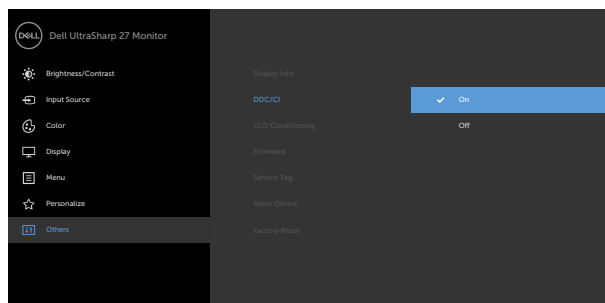 DELL Dell UltraSharp 27 Monitor
Brightness/Contrast
Input Source
Color
Display
Menu
Personalize
Others
Display Info
DDC/CI
LCD Conditioning
Firmware
Service Tag
Reset Others
Factory Reset
On
Off